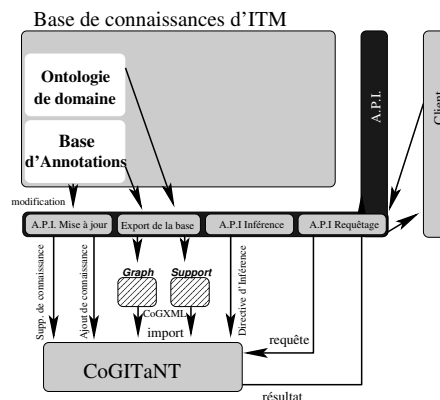 Base de connaissances d'ITM
Ontologie
de domaine
Base
d'Annotations
A.P.I.
Client
modification
A.P.I. Mise à jour
Export de la base
A.P.I Inférence
A.P.I Requêtage
Supp. de connaissance
Ajout de connaissance
Graph
Support
CoGXML
import
Directive d'Inférence
requête
CoGITaNT
résultat